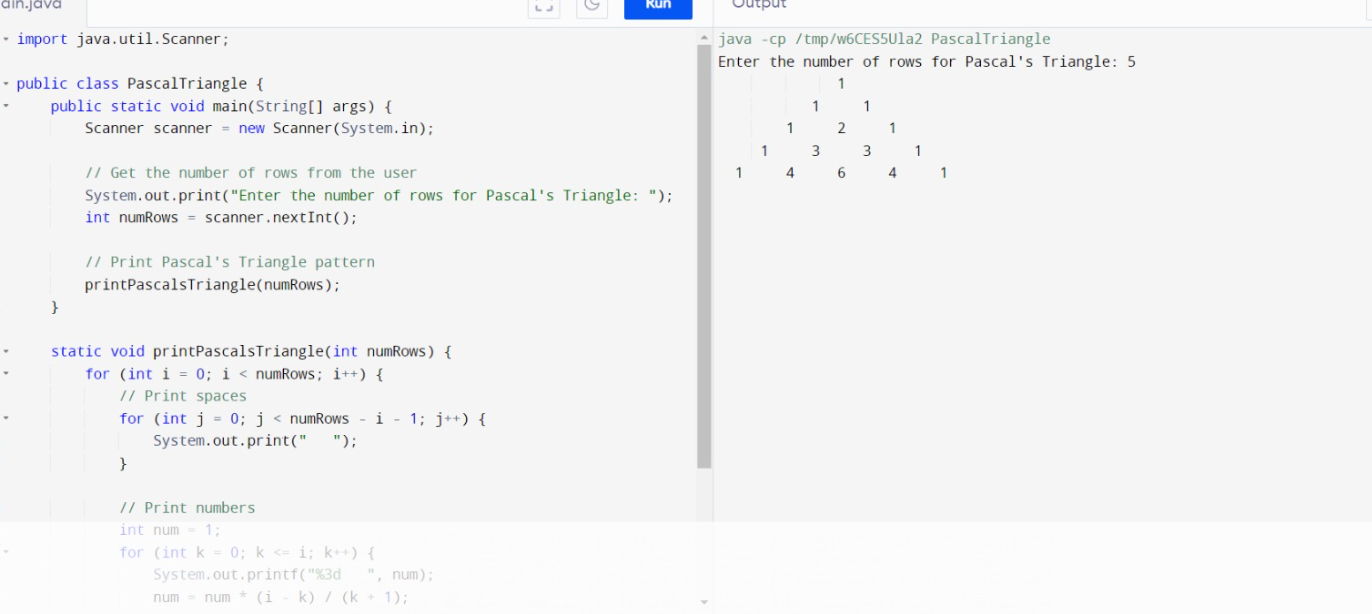 ain.java
Run
Output
import java.util.Scanner;
public class PascalTriangle {
    public static void main(String[] args) {
        Scanner scanner = new Scanner(System.in);
        // Get the number of rows from the user
        System.out.print("Enter the number of rows for Pascal's Triangle: ");
        int numRows = scanner.nextInt();
        // Print Pascal's Triangle pattern
        printPascalsTriangle(numRows);
    }
    static void printPascalsTriangle(int numRows) {
        for (int i = 0; i < numRows; i++) {
            // Print spaces
            for (int j = 0; j < numRows - i - 1; j++) {
                System.out.print("   ");
            }
            // Print numbers
            int num = 1;
            for (int k = 0; k <= i; k++) {
                System.out.printf("%3d   ", num);
                num = num * (i - k) / (k + 1);
java -cp /tmp/w6CES5Ula2 PascalTriangle
Enter the number of rows for Pascal's Triangle: 5
              1
           1     1
        1     2     1
     1     3     3     1
  1     4     6     4     1